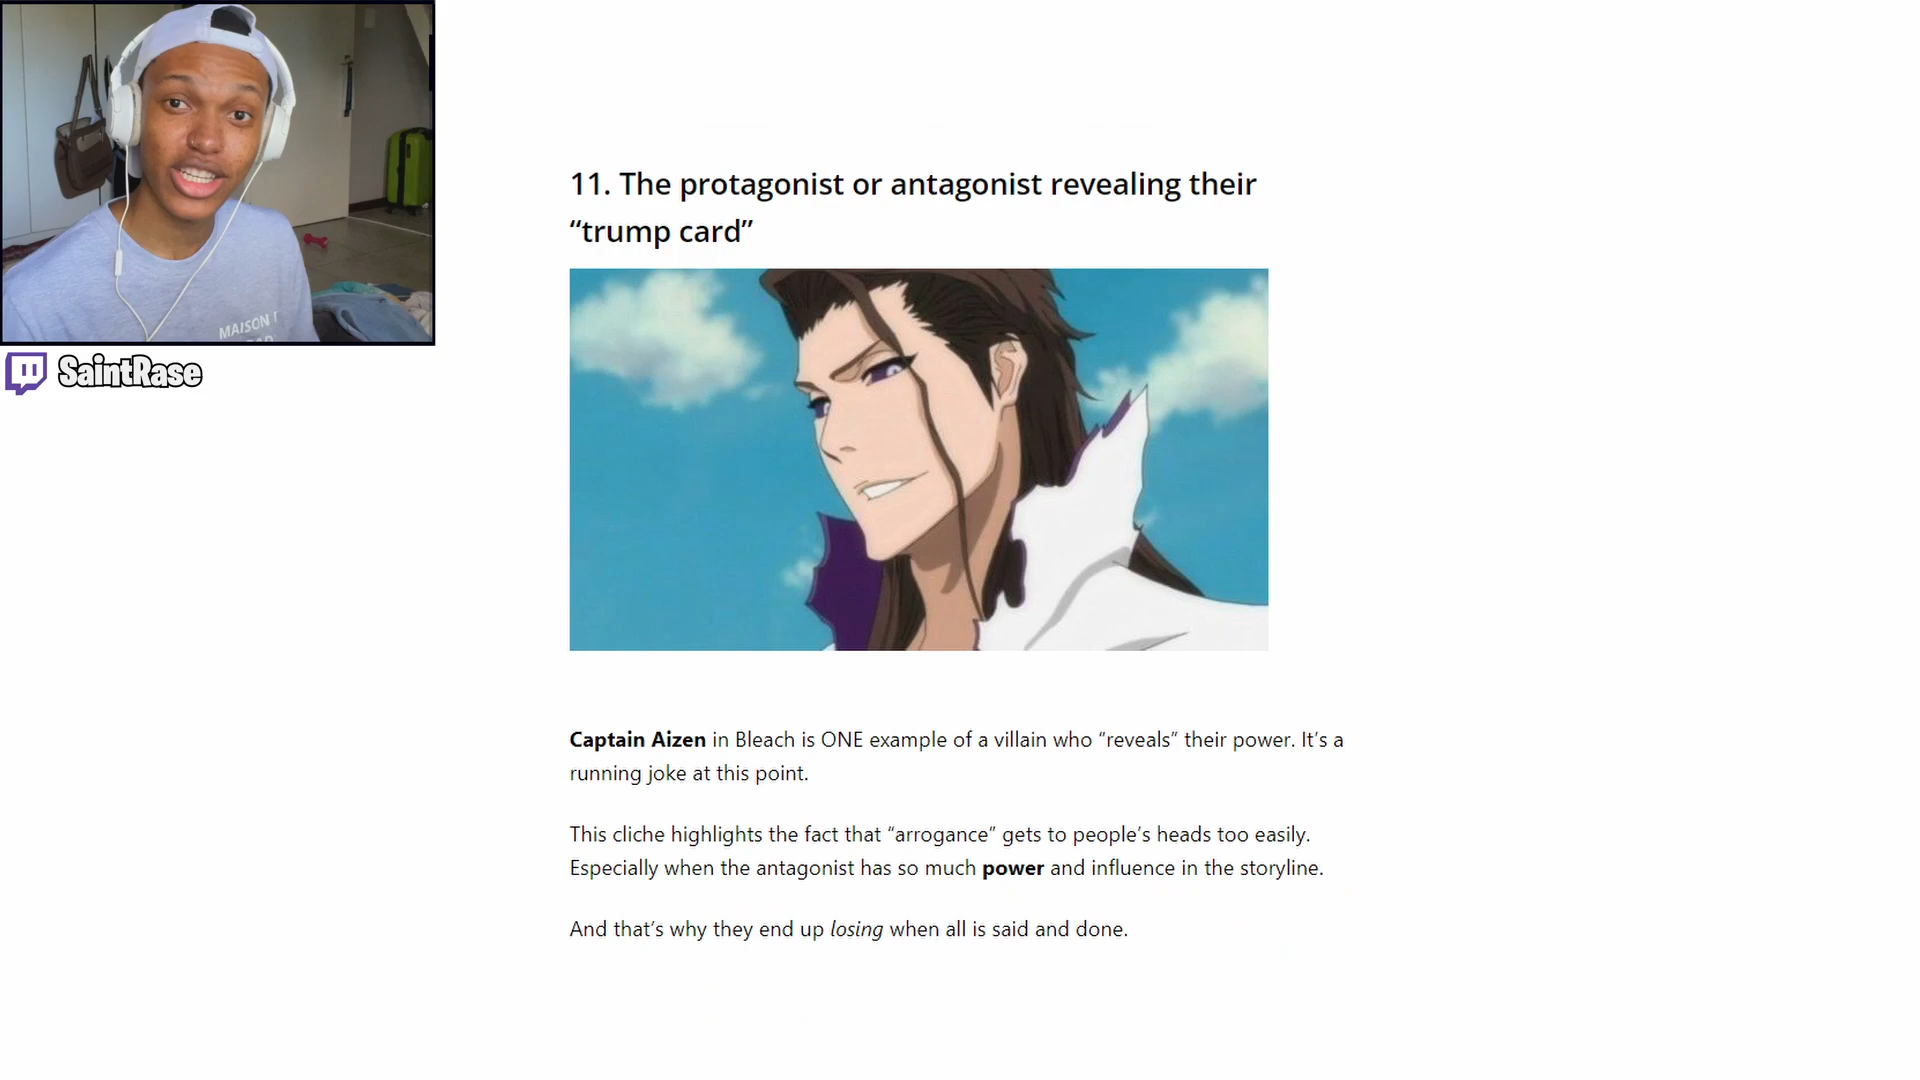 MAISON
SaintRase
11. The protagonist or antagonist revealing their
“trump card”
Captain Aizen in Bleach is ONE example of a villain who “reveals” their power. It’s a
running joke at this point.
This cliche highlights the fact that “arrogance” gets to people’s heads too easily.
Especially when the antagonist has so much power and influence in the storyline.
And that’s why they end up losing when all is said and done.